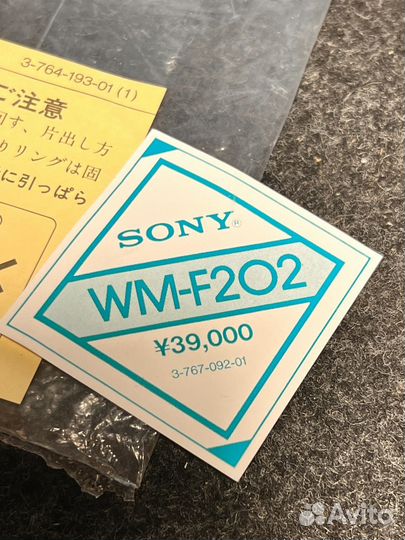 3-764-193-01 (1)
ご注意
回す、片出し方
りリングは固
に引っぱら
SONY®
WM-F202
¥39,000
3-767-092-01
Avito